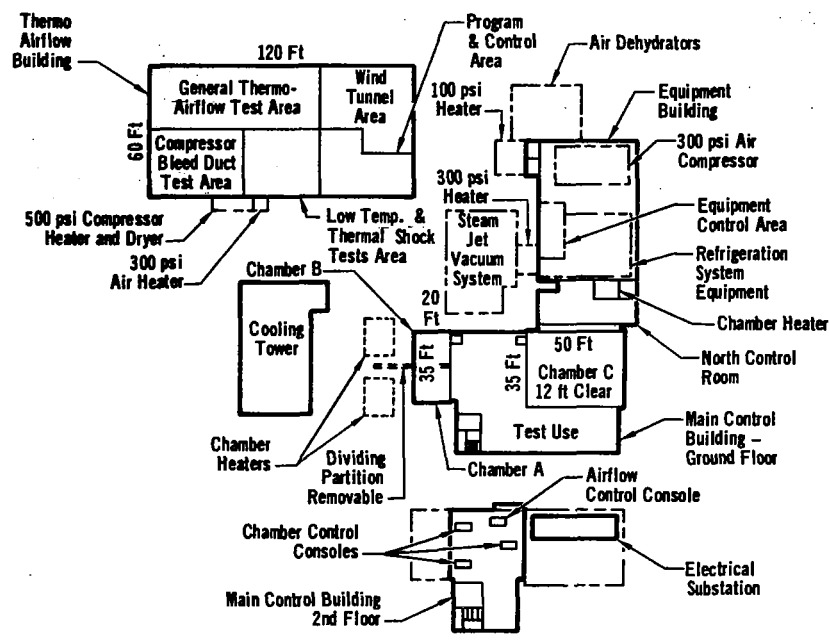 Thermo
Airflow
Building
120 Ft
60 Ft
General Thermo-
Airflow Test Area
Wind
Tunnel
Area
Compressor
Bleed Duct
Test Area
Program
& Control
Area
Air Dehydrators
100 psi
Heater
Equipment
Building
300 psi Air
Compressor
300 psi
Heater
Steam
Jet
Vacuum
System
Equipment
Control Area
Refrigeration
System
Equipment
Chamber Heater
North Control
Room
500 psi Compressor
Heater and Dryer
300 psi
Air Heater
Low Temp. &
Thermal Shock
Tests Area
Chamber B
20
Ft
Cooling
Tower
35 Ft
35 Ft
50 Ft
Chamber C
12 ft Clear
Test Use
Main Control
Building –
Ground Floor
Chamber
Heaters
Dividing
Partition
Removable
Chamber A
Airflow
Control Console
Chamber Control
Consoles
Electrical
Substation
Main Control Building
2nd Floor